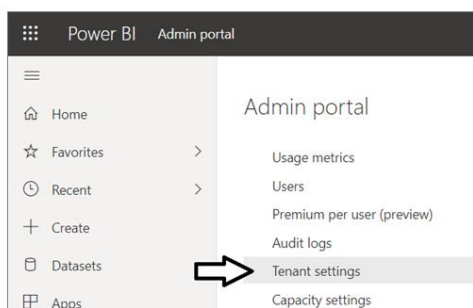 Power BI Admin portal
Home
Favorites
Recent
Create
Datasets
Apps
Admin portal
Usage metrics
Users
Premium per user (preview)
Audit logs
Tenant settings
Capacity settings